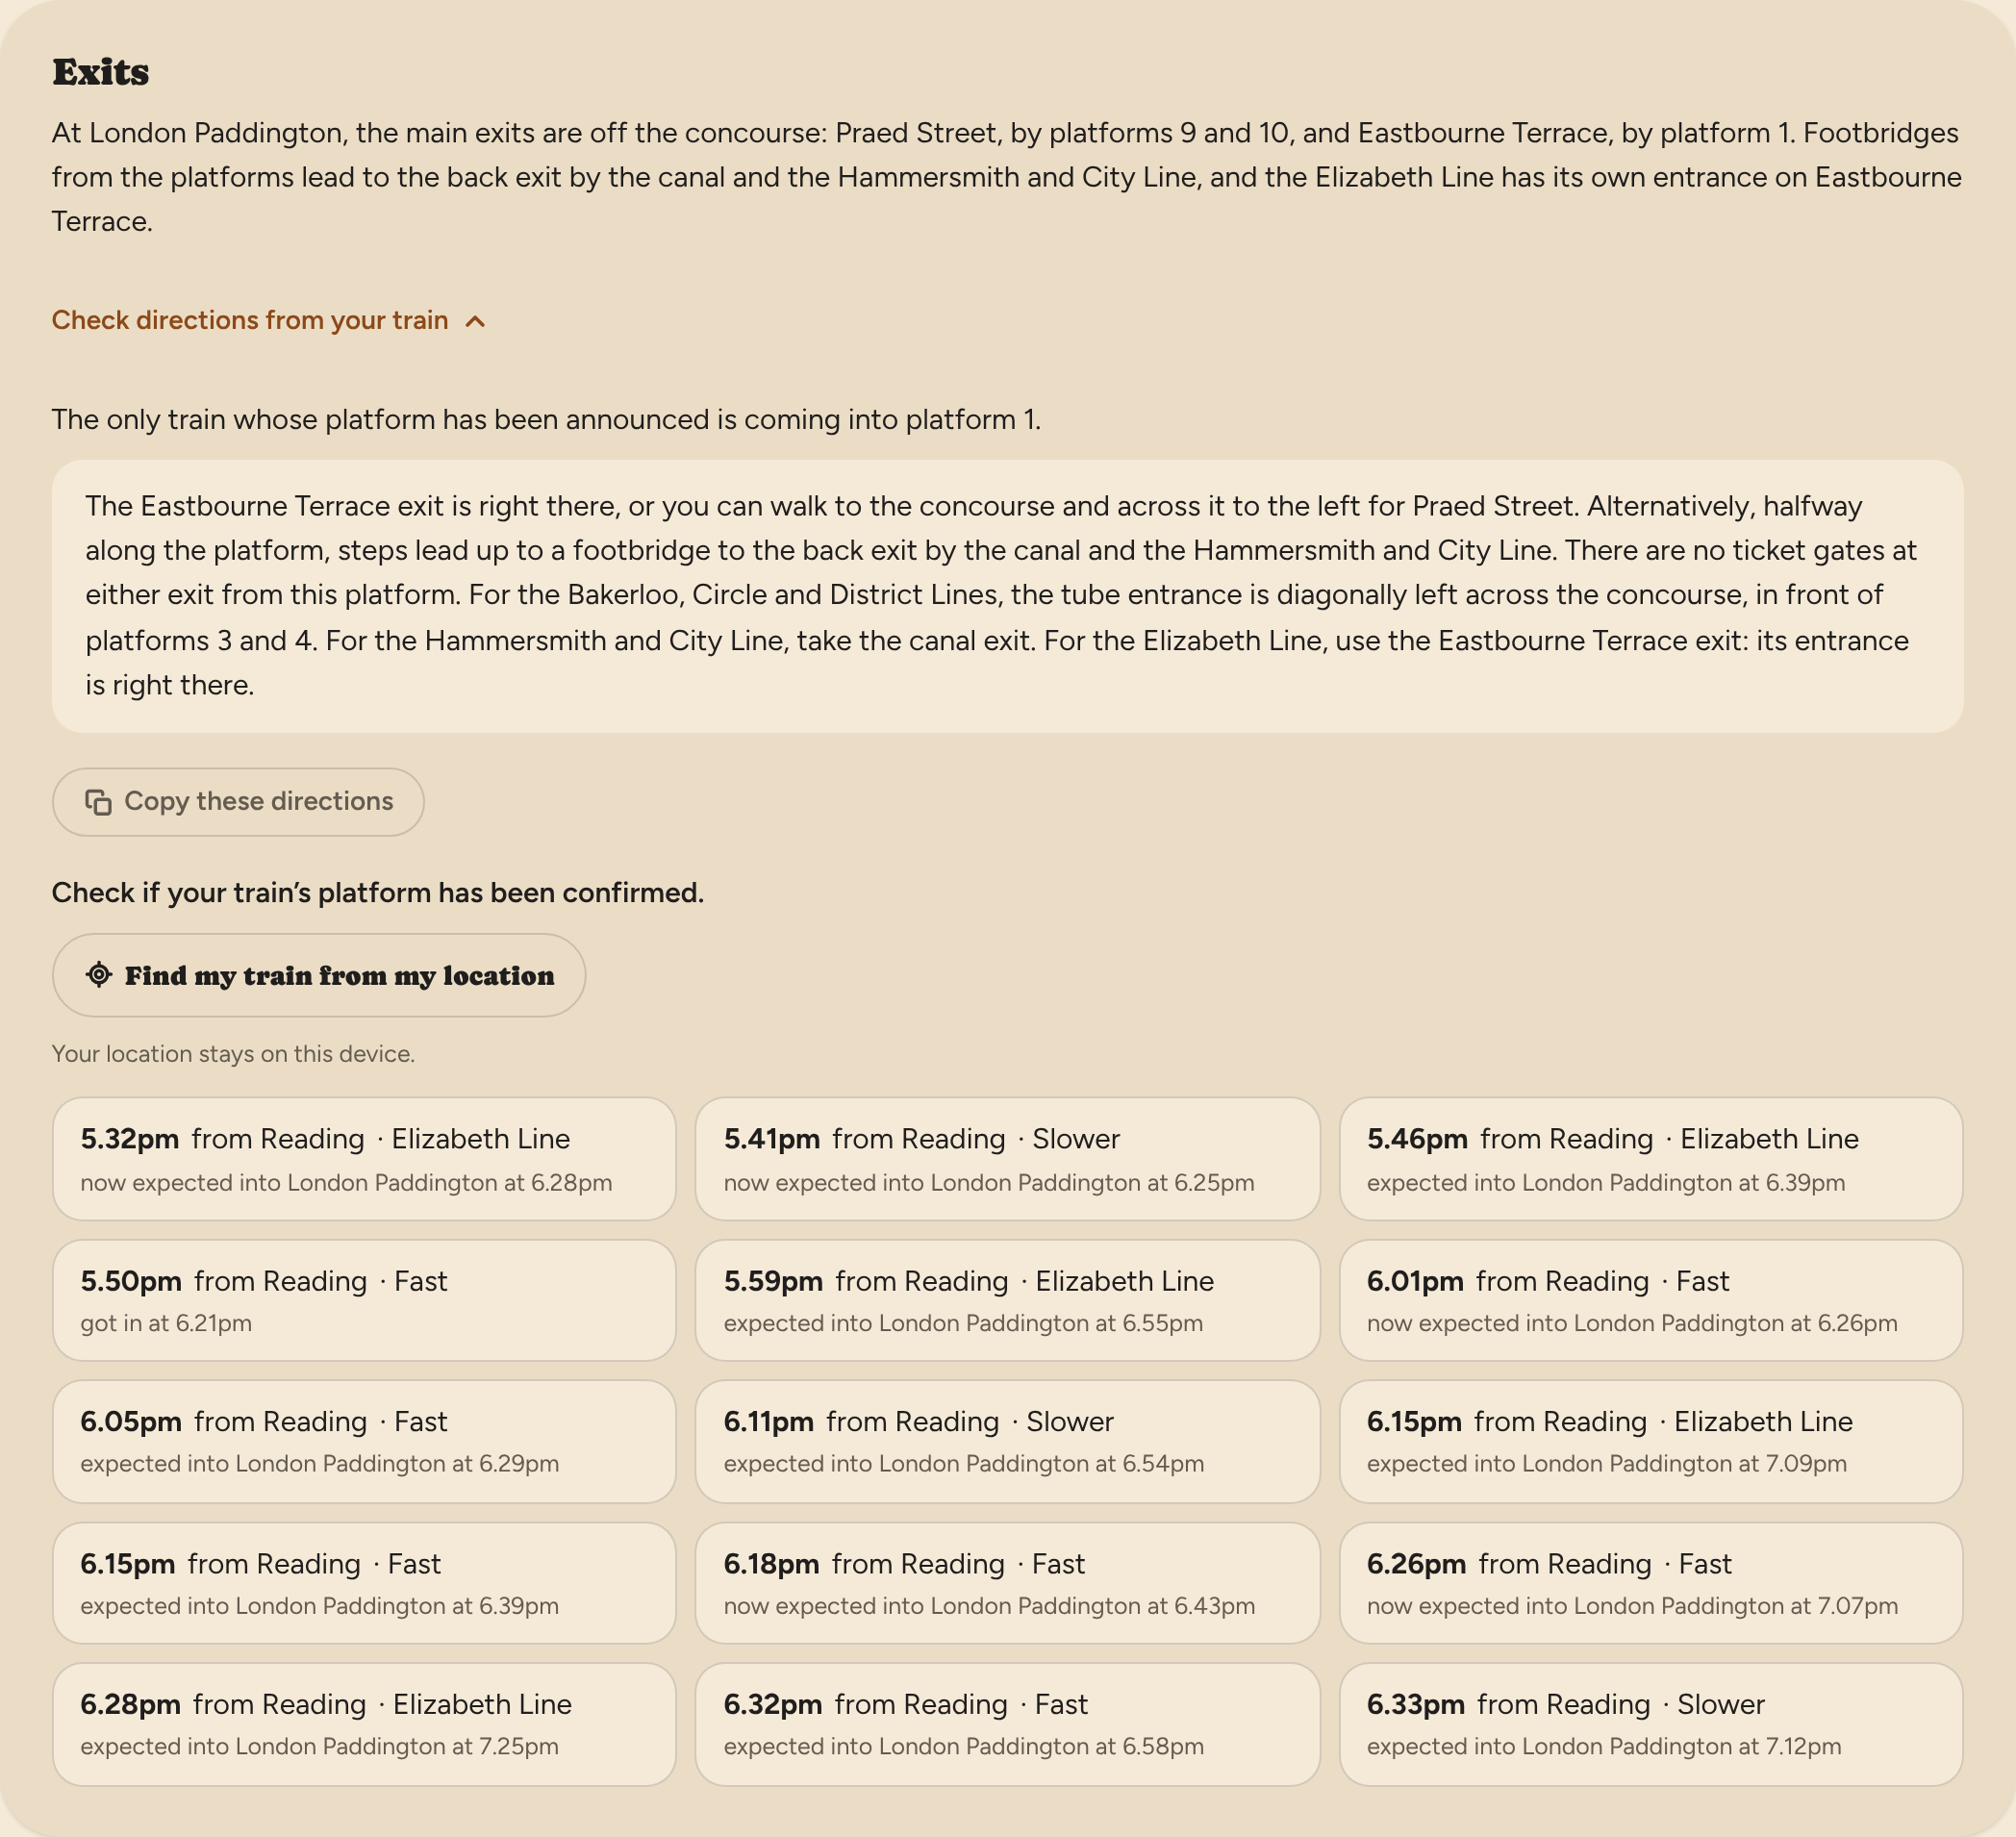 Exits
At London Paddington, the main exits are off the concourse: Praed Street, by platforms 9 and 10, and Eastbourne Terrace, by platform 1. Footbridges
from the platforms lead to the back exit by the canal and the Hammersmith and City Line, and the Elizabeth Line has its own entrance on Eastbourne
Terrace.
Check directions from your train
The only train whose platform has been announced is coming into platform 1.
The Eastbourne Terrace exit is right there, or you can walk to the concourse and across it to the left for Praed Street. Alternatively, halfway
along the platform, steps lead up to a footbridge to the back exit by the canal and the Hammersmith and City Line. There are no ticket gates at
either exit from this platform. For the Bakerloo, Circle and District Lines, the tube entrance is diagonally left across the concourse, in front of
platforms 3 and 4. For the Hammersmith and City Line, take the canal exit. For the Elizabeth Line, use the Eastbourne Terrace exit: its entrance
is right there.
Copy these directions
Check if your train’s platform has been confirmed.
Find my train from my location
Your location stays on this device.
5.32pm from Reading · Elizabeth Line
now expected into London Paddington at 6.28pm
5.41pm from Reading · Slower
now expected into London Paddington at 6.25pm
5.46pm from Reading · Elizabeth Line
expected into London Paddington at 6.39pm
5.50pm from Reading · Fast
got in at 6.21pm
5.59pm from Reading · Elizabeth Line
expected into London Paddington at 6.55pm
6.01pm from Reading · Fast
now expected into London Paddington at 6.26pm
6.05pm from Reading · Fast
expected into London Paddington at 6.29pm
6.11pm from Reading · Slower
expected into London Paddington at 6.54pm
6.15pm from Reading · Elizabeth Line
expected into London Paddington at 7.09pm
6.15pm from Reading · Fast
expected into London Paddington at 6.39pm
6.18pm from Reading · Fast
now expected into London Paddington at 6.43pm
6.26pm from Reading · Fast
now expected into London Paddington at 7.07pm
6.28pm from Reading · Elizabeth Line
expected into London Paddington at 7.25pm
6.32pm from Reading · Fast
expected into London Paddington at 6.58pm
6.33pm from Reading · Slower
expected into London Paddington at 7.12pm